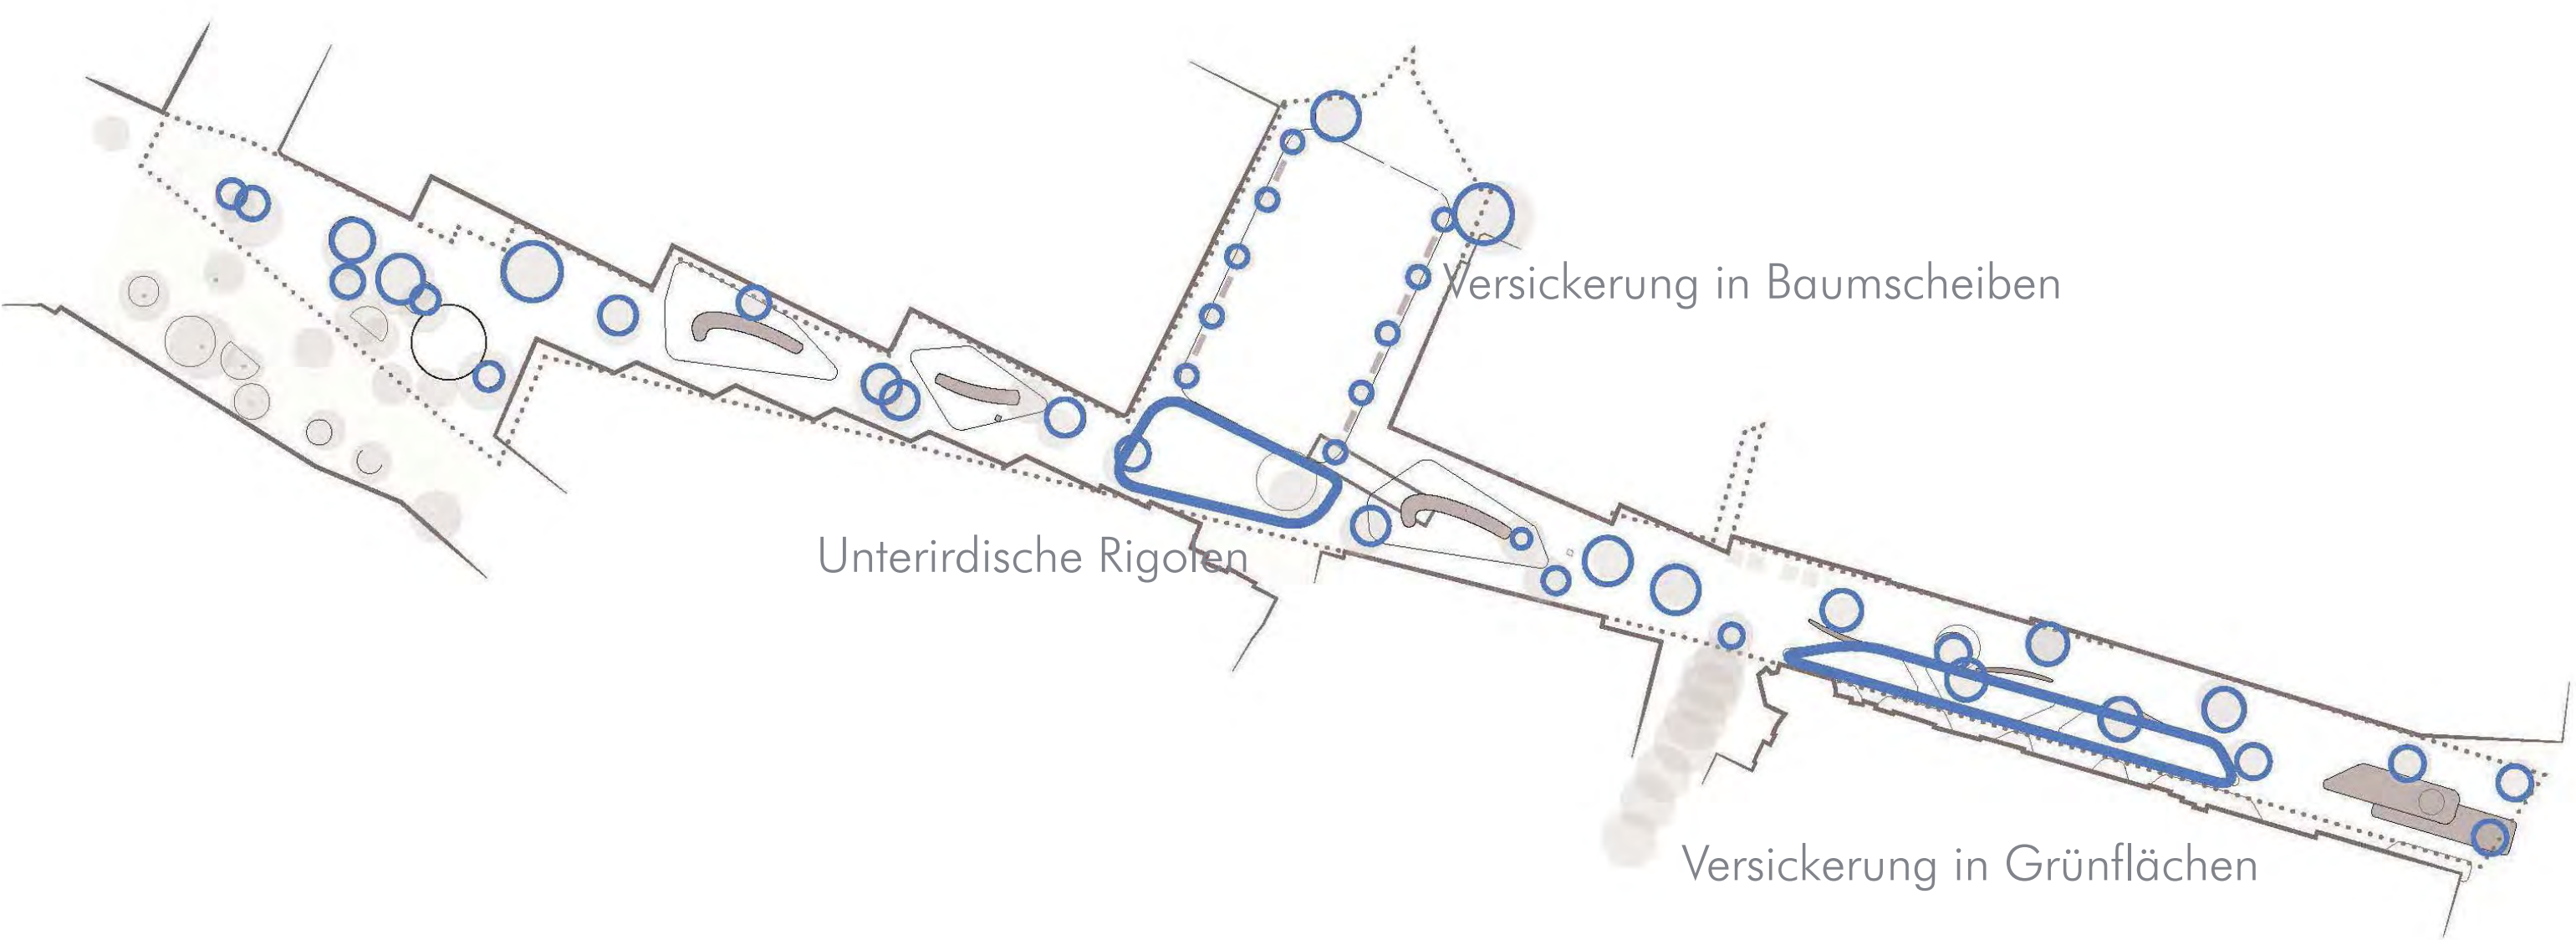 Versickerung in Baumscheiben
Unterirdische Rigolen
Versickerung in Grünflächen